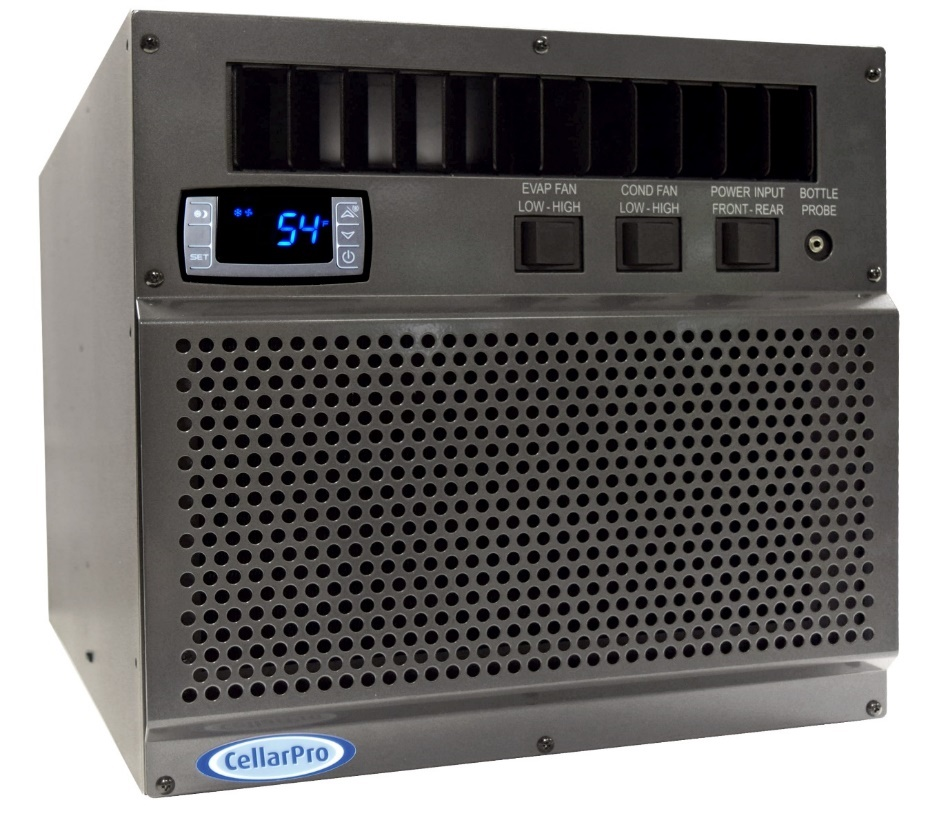 EVAP FAN
LOW - HIGH
COND FAN
LOW - HIGH
POWER INPUT
FRONT - REAR
BOTTLE
PROBE
54°F
SET
CellarPro